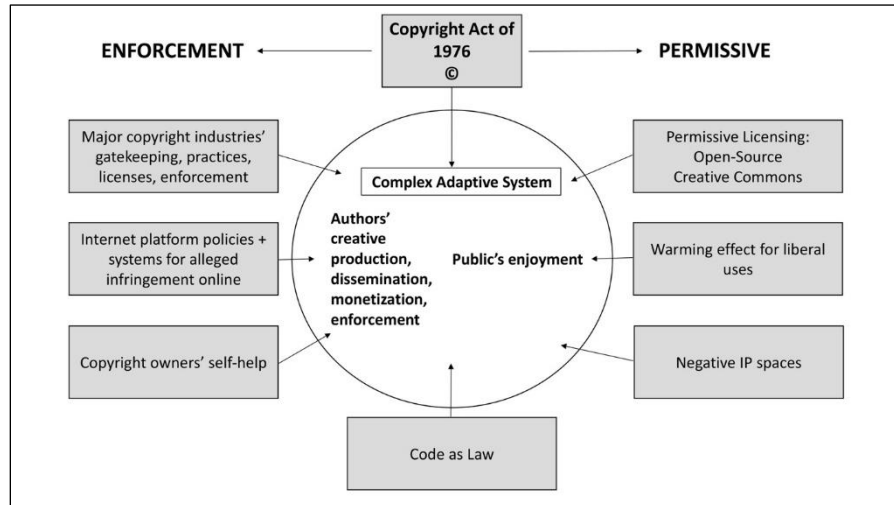 Copyright Act of
1976
©
ENFORCEMENT
PERMISSIVE
Major copyright industries'
gatekeeping, practices,
licenses, enforcement
Permissive Licensing:
Open-Source
Creative Commons
Complex Adaptive System
Authors'
creative
production,
dissemination,
monetization,
enforcement
Public's enjoyment
Internet platform policies +
systems for alleged
infringement online
Warming effect for liberal
uses
Copyright owners' self-help
Negative IP spaces
Code as Law